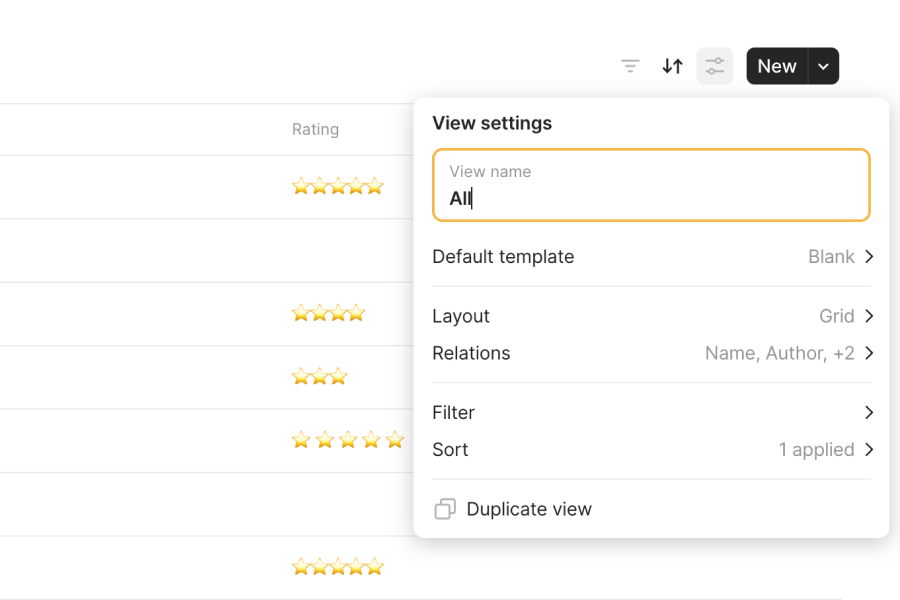 New
Rating
View settings
View name
All
Default template Blank
Layout Grid
Relations Name, Author, +2
Filter
Sort 1 applied
Duplicate view